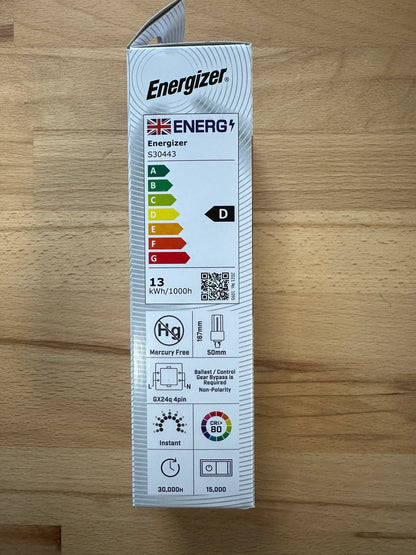 Energizer®
ENERG
Energizer
S30443
A
B
C
D
D
E
F
G
13
kWh/1000h
Hg
Mercury Free
167mm
50mm
L
N
GX24q 4pin
Ballast / Control
Gear Bypass is
Required
Non-Polarity
Instant
CRI>
80
30,000H
15,000